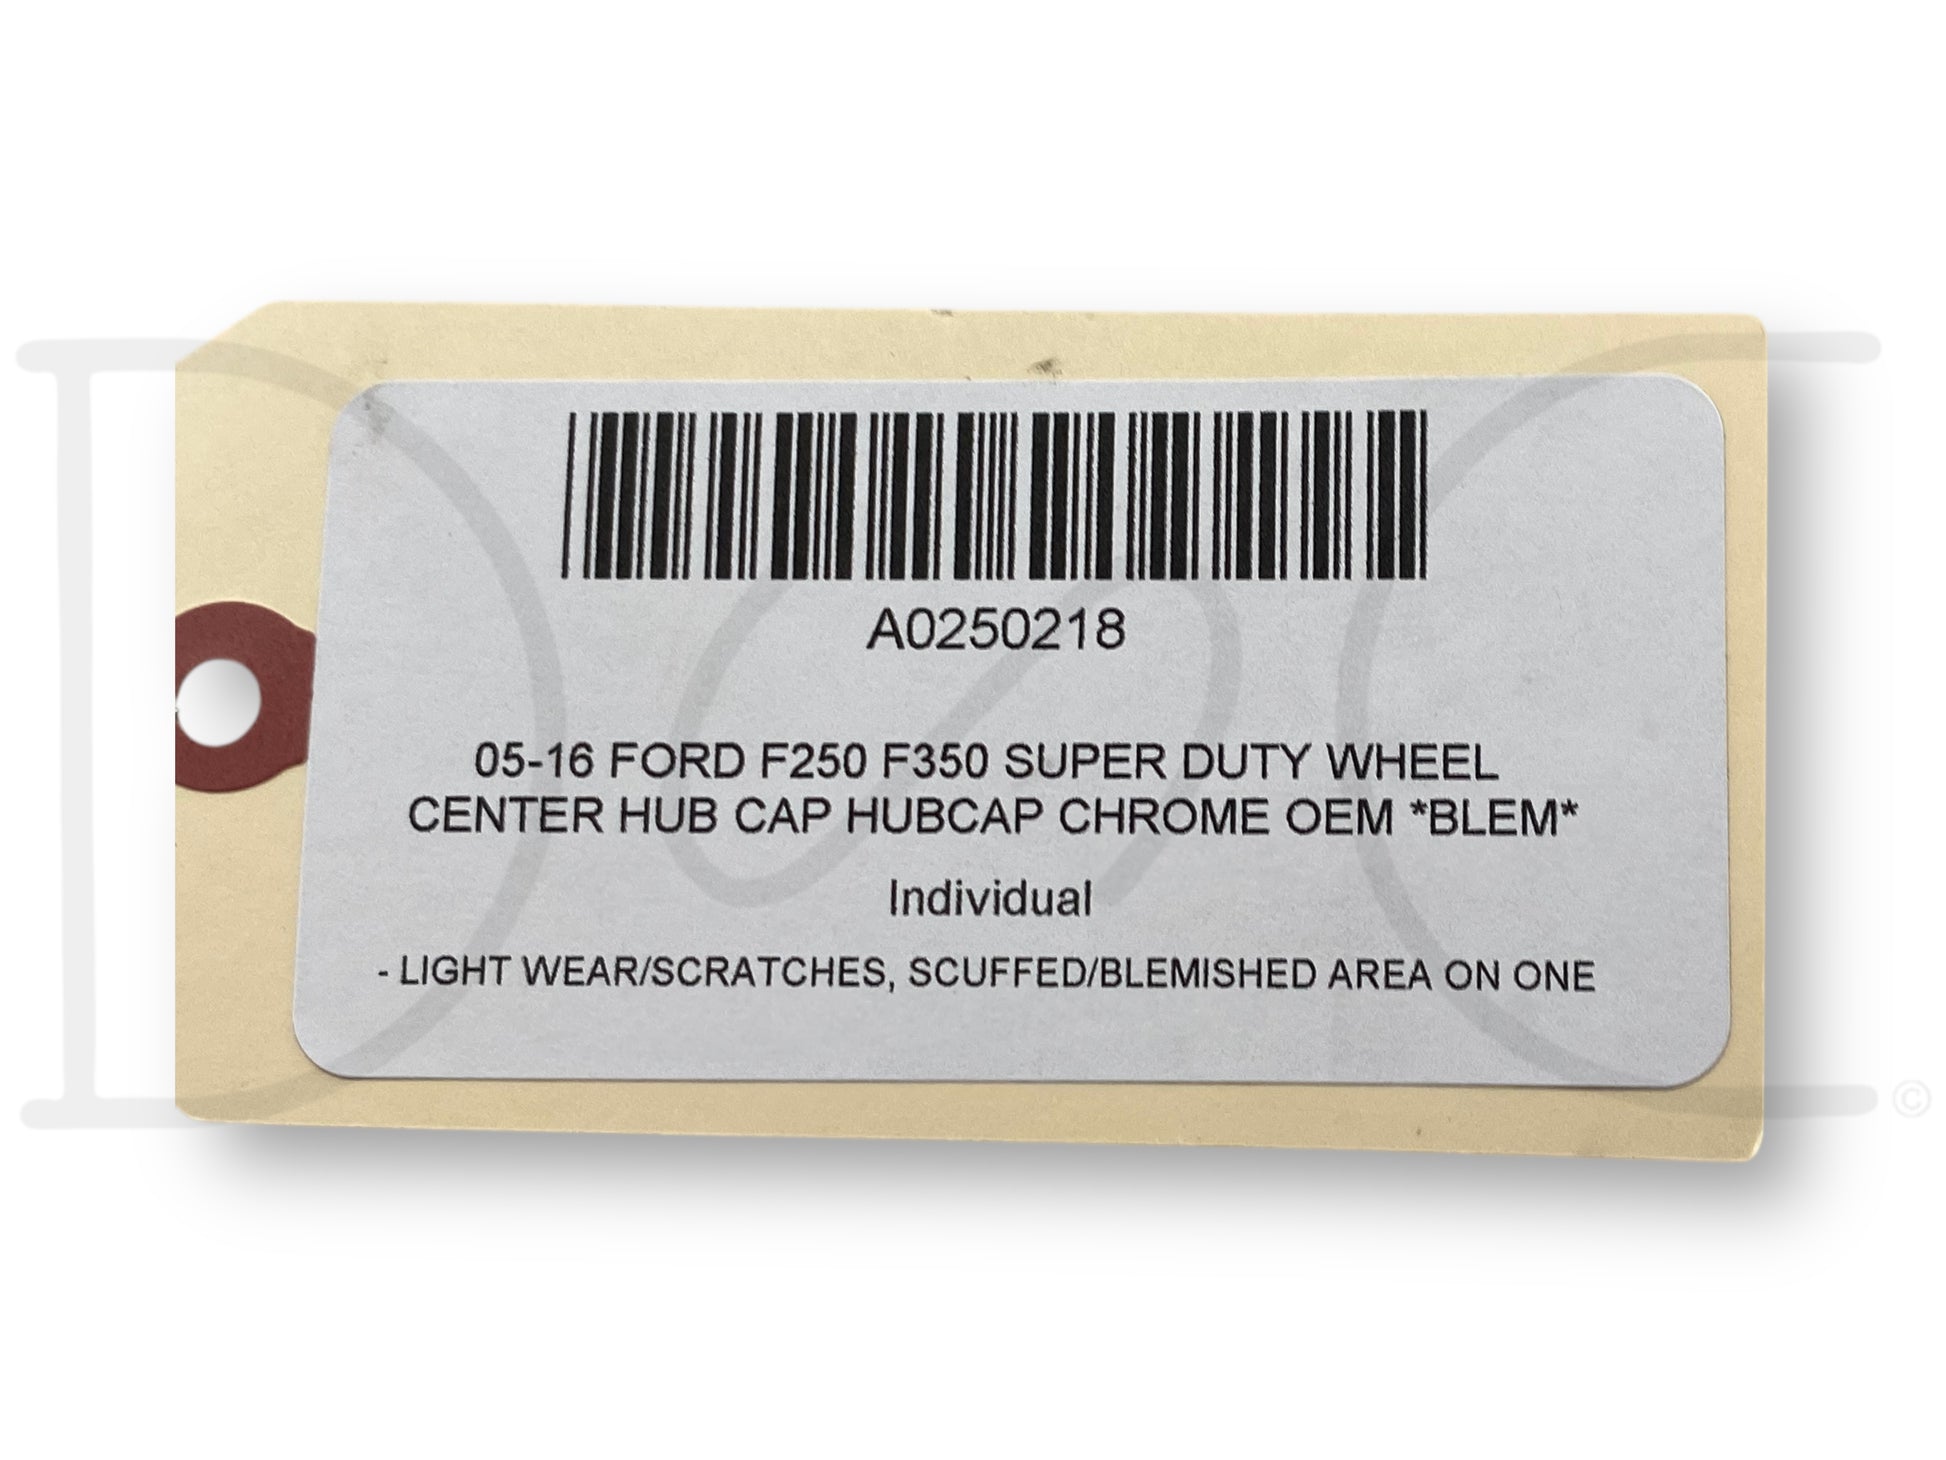 A0250218
05-16 FORD F250 F350 SUPER DUTY WHEEL
CENTER HUB CAP HUBCAP CHROME OEM *BLEM*
Individual
- LIGHT WEAR/SCRATCHES, SCUFFED/BLEMISHED AREA ON ONE
©